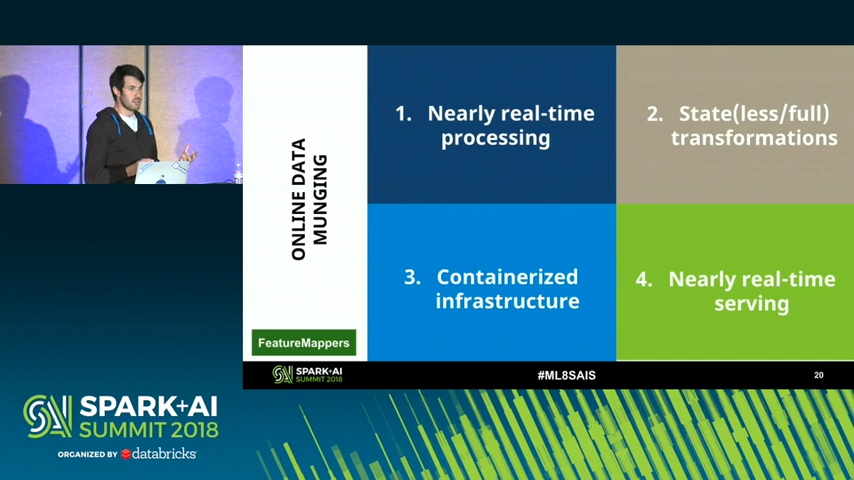 ONLINE DATA
MUNGING
FeatureMappers
1. Nearly real-time
processing
2. State(less/full)
transformations
3. Containerized
infrastructure
4. Nearly real-time
serving
SPARK+AI
SUMMIT 2018
#ML8SAIS
20
SPARK+AI
SUMMIT 2018
ORGANIZED BY databricks